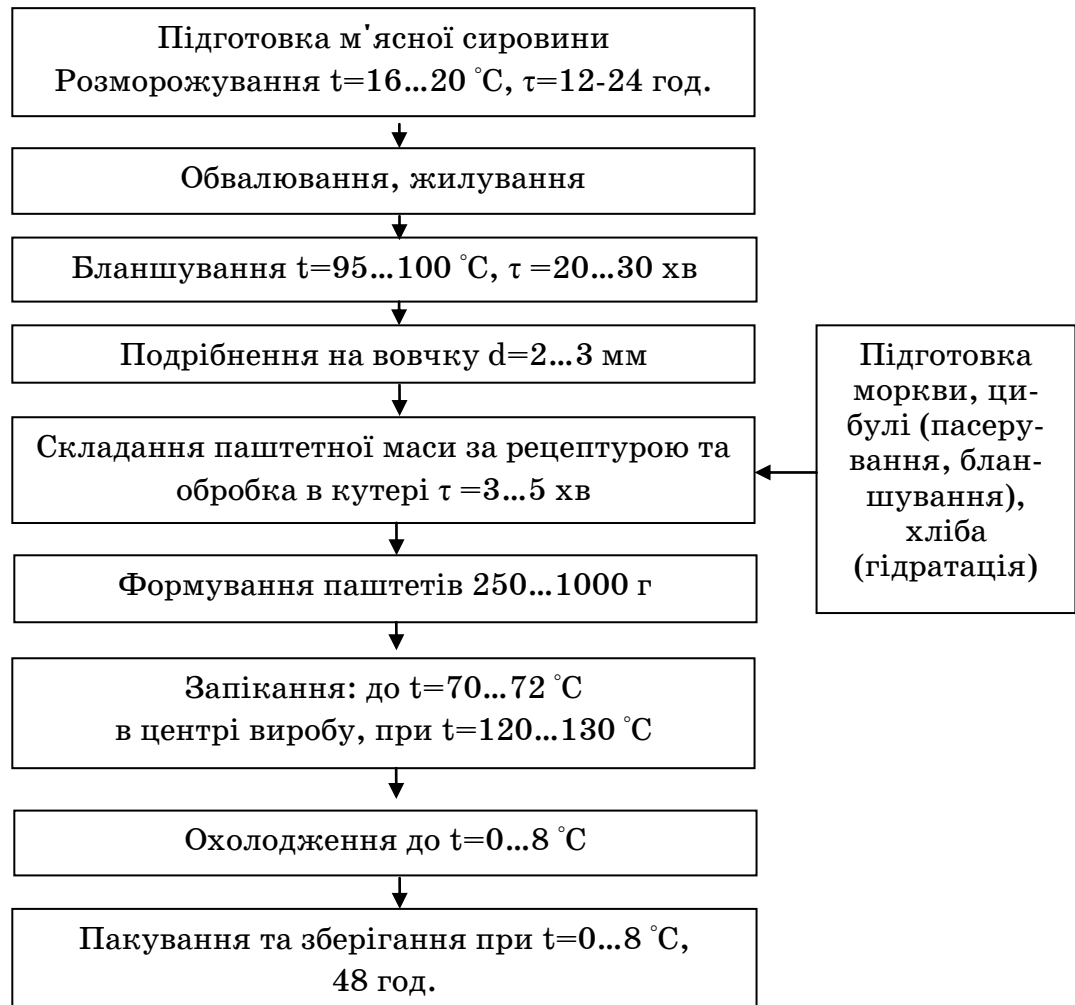 Підготовка м'ясної сировини
Розморожування t=16...20 °С, τ=12-24 год.
Обвалювання, жилування
Бланшування t=95...100 °С, τ =20...30 хв
Подрібнення на вовчку d=2...3 мм
Складання паштетної маси за рецептурою та
обробка в кутері τ =3...5 хв
Підготовка
моркви, ци-
булі (пасеру-
вання, блан-
шування),
хліба
(гідратація)
Формування паштетів 250...1000 г
Запікання: до t=70...72 °С
в центрі виробу, при t=120...130 °С
Охолодження до t=0...8 °С
Пакування та зберігання при t=0...8 °С,
48 год.